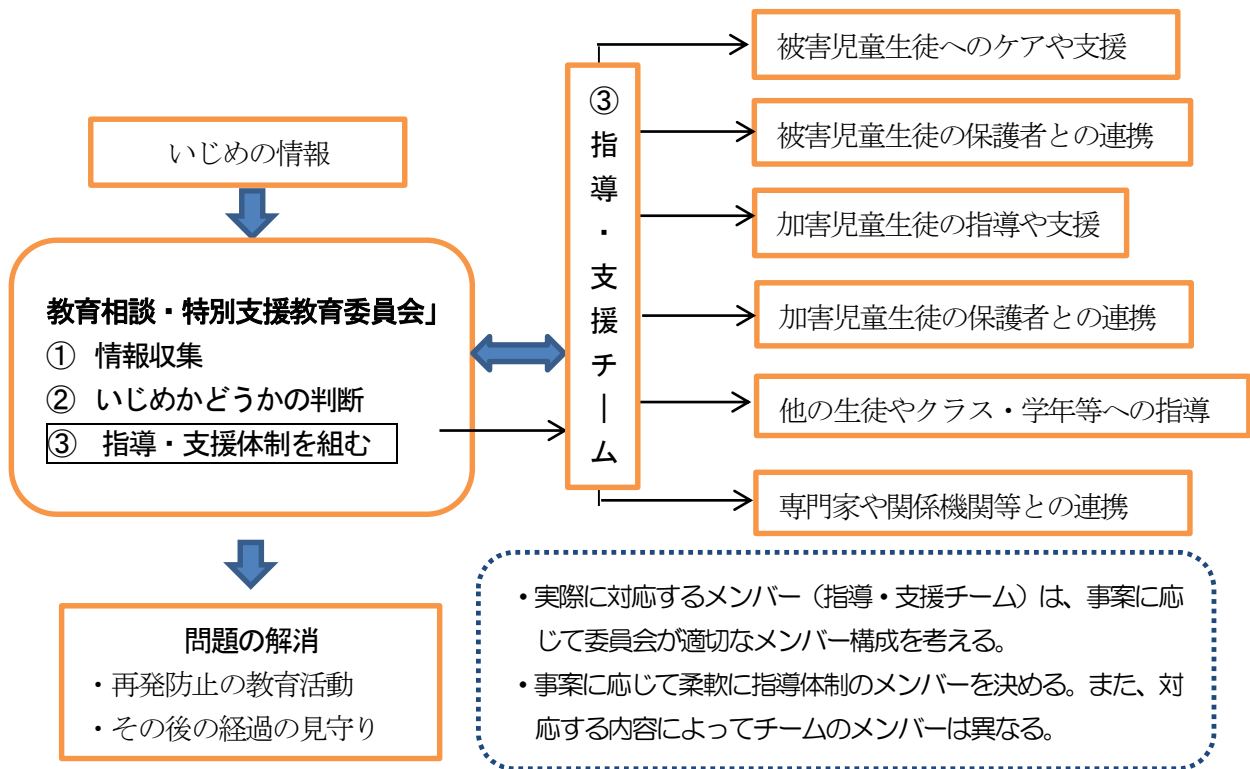 いじめの情報
教育相談・特別支援教育委員会」
① 情報収集
② いじめかどうかの判断
③ 指導・支援体制を組む
③指導・支援チーム
被害児童生徒へのケアや支援
被害児童生徒の保護者との連携
加害児童生徒の指導や支援
加害児童生徒の保護者との連携
他の生徒やクラス・学年等への指導
専門家や関係機関等との連携
問題の解消
・再発防止の教育活動
・その後の経過の見守り
・実際に対応するメンバー（指導・支援チーム）は、事案に応
じて委員会が適切なメンバー構成を考える。
・事案に応じて柔軟に指導体制のメンバーを決める。また、対
応する内容によってチームのメンバーは異なる。